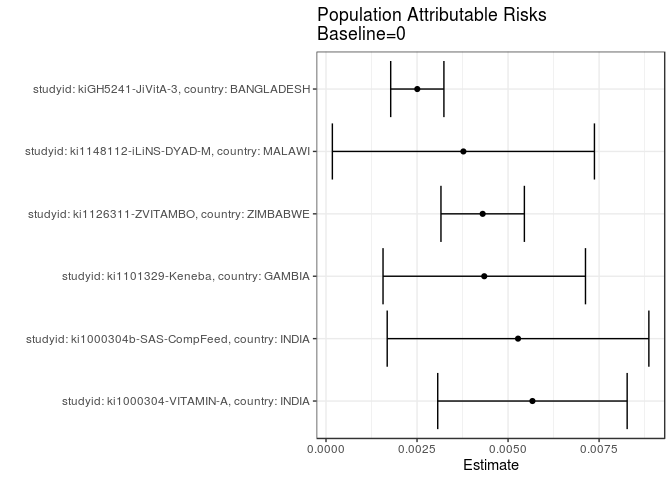 Population Attributable Risks
Baseline=0
studyid: kiGH5241-JiVitA-3, country: BANGLADESH
studyid: ki1148112-iLiNS-DYAD-M, country: MALAWI
studyid: ki1126311-ZVITAMBO, country: ZIMBABWE
studyid: ki1101329-Keneba, country: GAMBIA
studyid: ki1000304b-SAS-CompFeed, country: INDIA
studyid: ki1000304-VITAMIN-A, country: INDIA
0.0000 0.0025 0.0050 0.0075
Estimate